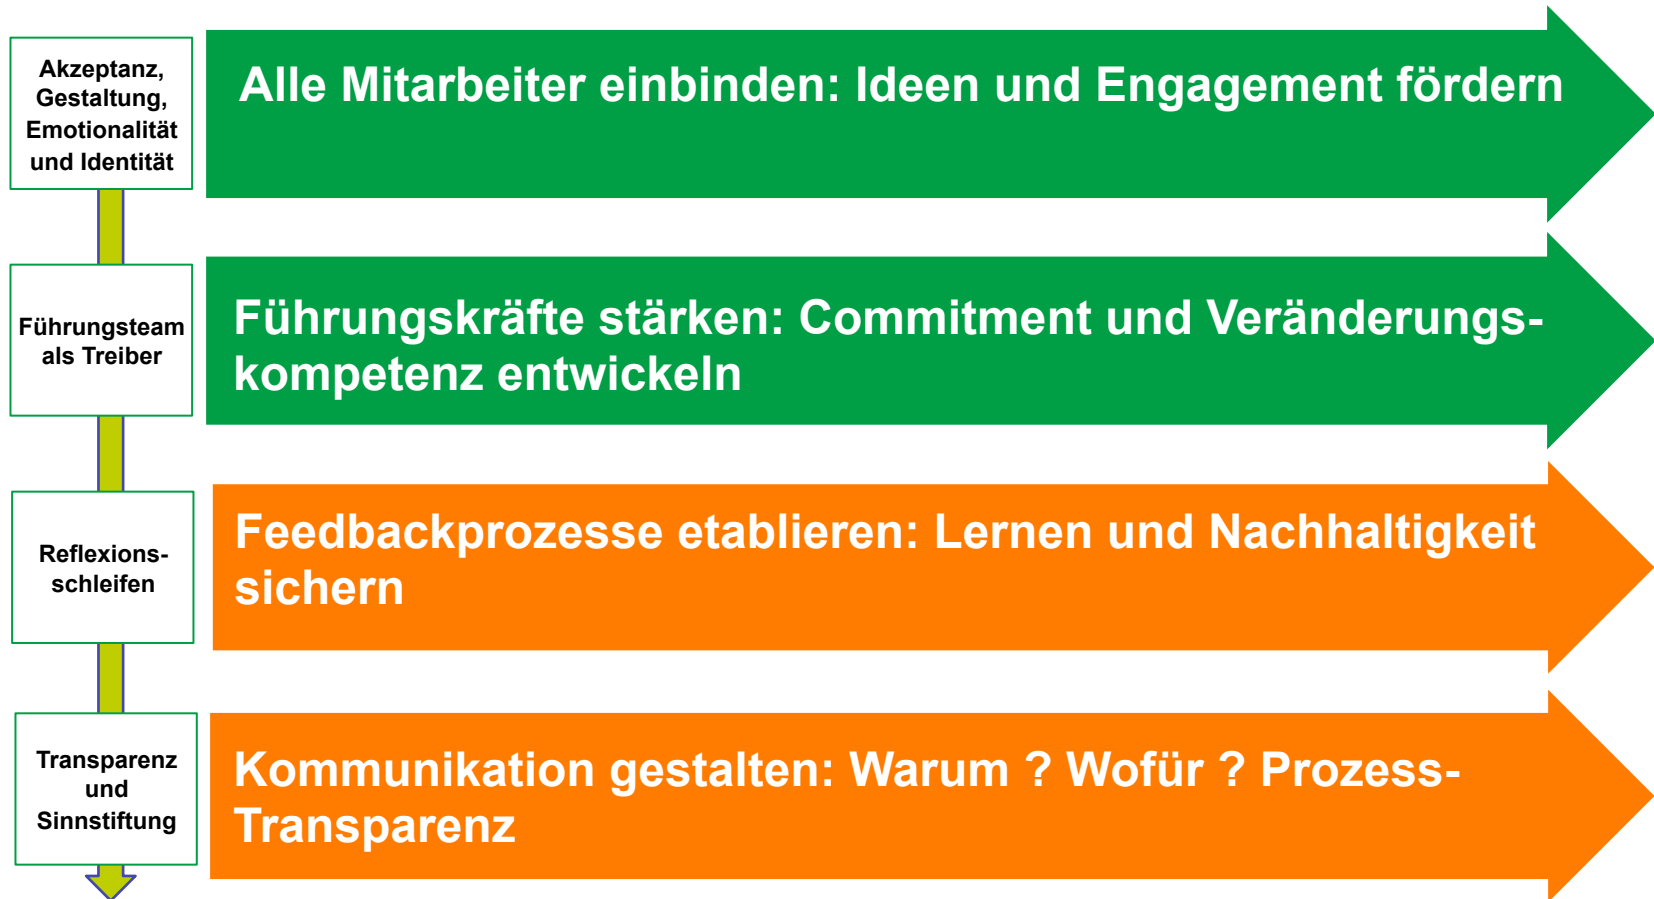 Akzeptanz,
Gestaltung,
Emotionalität
und Identität
Alle Mitarbeiter einbinden: Ideen und Engagement fördern
Führungsteam
als Treiber
Führungskräfte stärken: Commitment und Veränderungs-
kompetenz entwickeln
Reflexions-
schleifen
Feedbackprozesse etablieren: Lernen und Nachhaltigkeit
sichern
Transparenz
und
Sinnstiftung
Kommunikation gestalten: Warum ? Wofür ? Prozess-
Transparenz